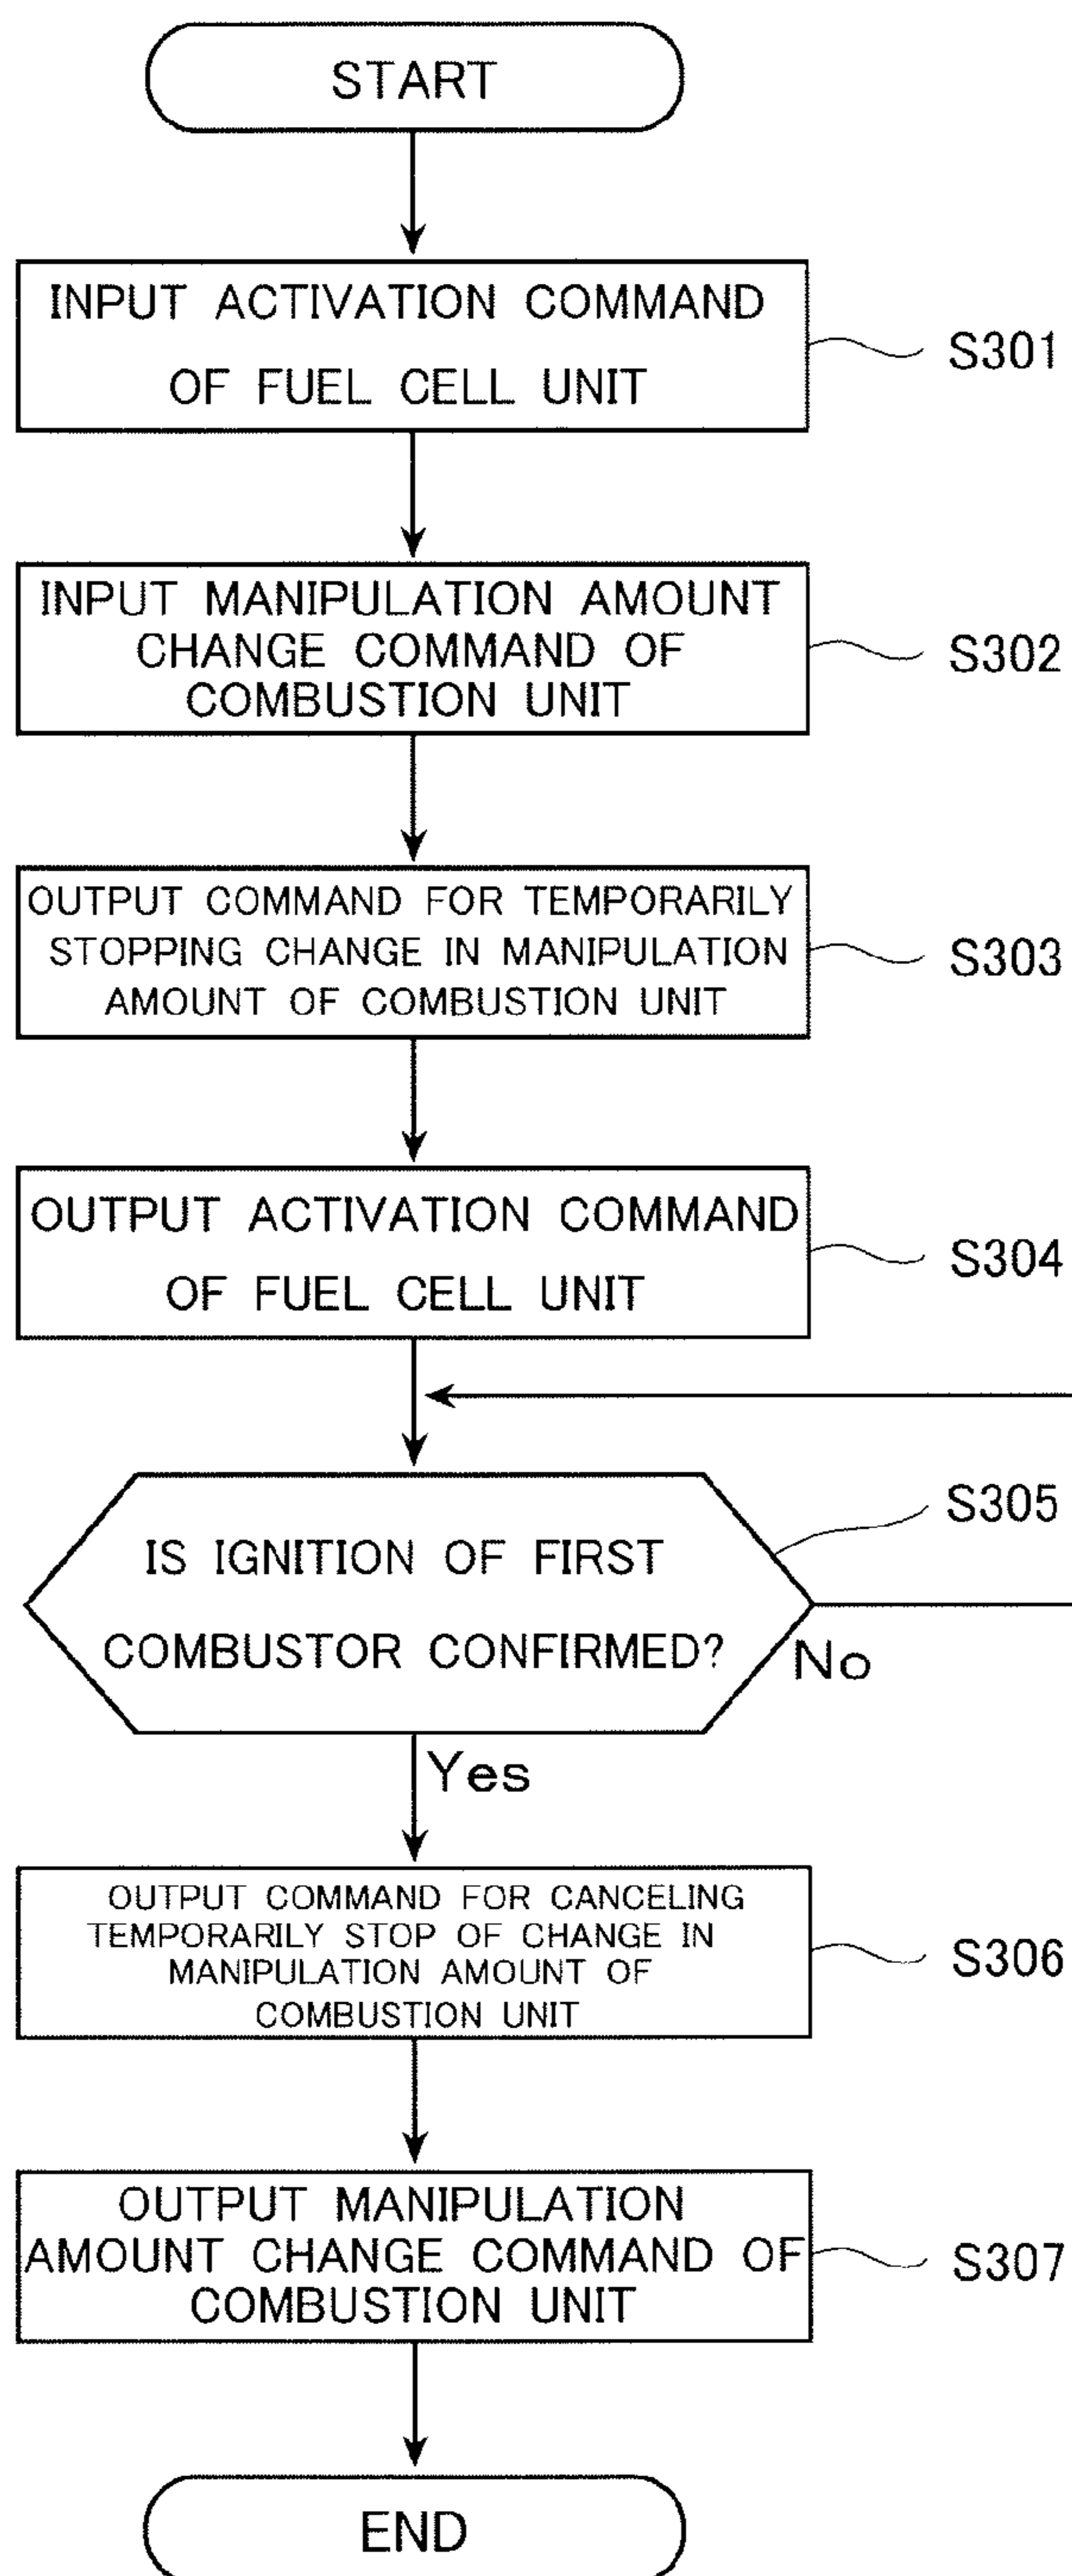 START
INPUT ACTIVATION COMMAND
OF FUEL CELL UNIT
S301
INPUT MANIPULATION AMOUNT
CHANGE COMMAND OF
COMBUSTION UNIT
S302
OUTPUT COMMAND FOR TEMPORARILY
STOPPING CHANGE IN MANIPULATION
AMOUNT OF COMBUSTION UNIT
S303
OUTPUT ACTIVATION COMMAND
OF FUEL CELL UNIT
S304
IS IGNITION OF FIRST
COMBUSTOR CONFIRMED?
S305
No
Yes
OUTPUT COMMAND FOR CANCELING
TEMPORARILY STOP OF CHANGE IN
MANIPULATION AMOUNT OF
COMBUSTION UNIT
S306
OUTPUT MANIPULATION
AMOUNT CHANGE COMMAND OF
COMBUSTION UNIT
S307
END